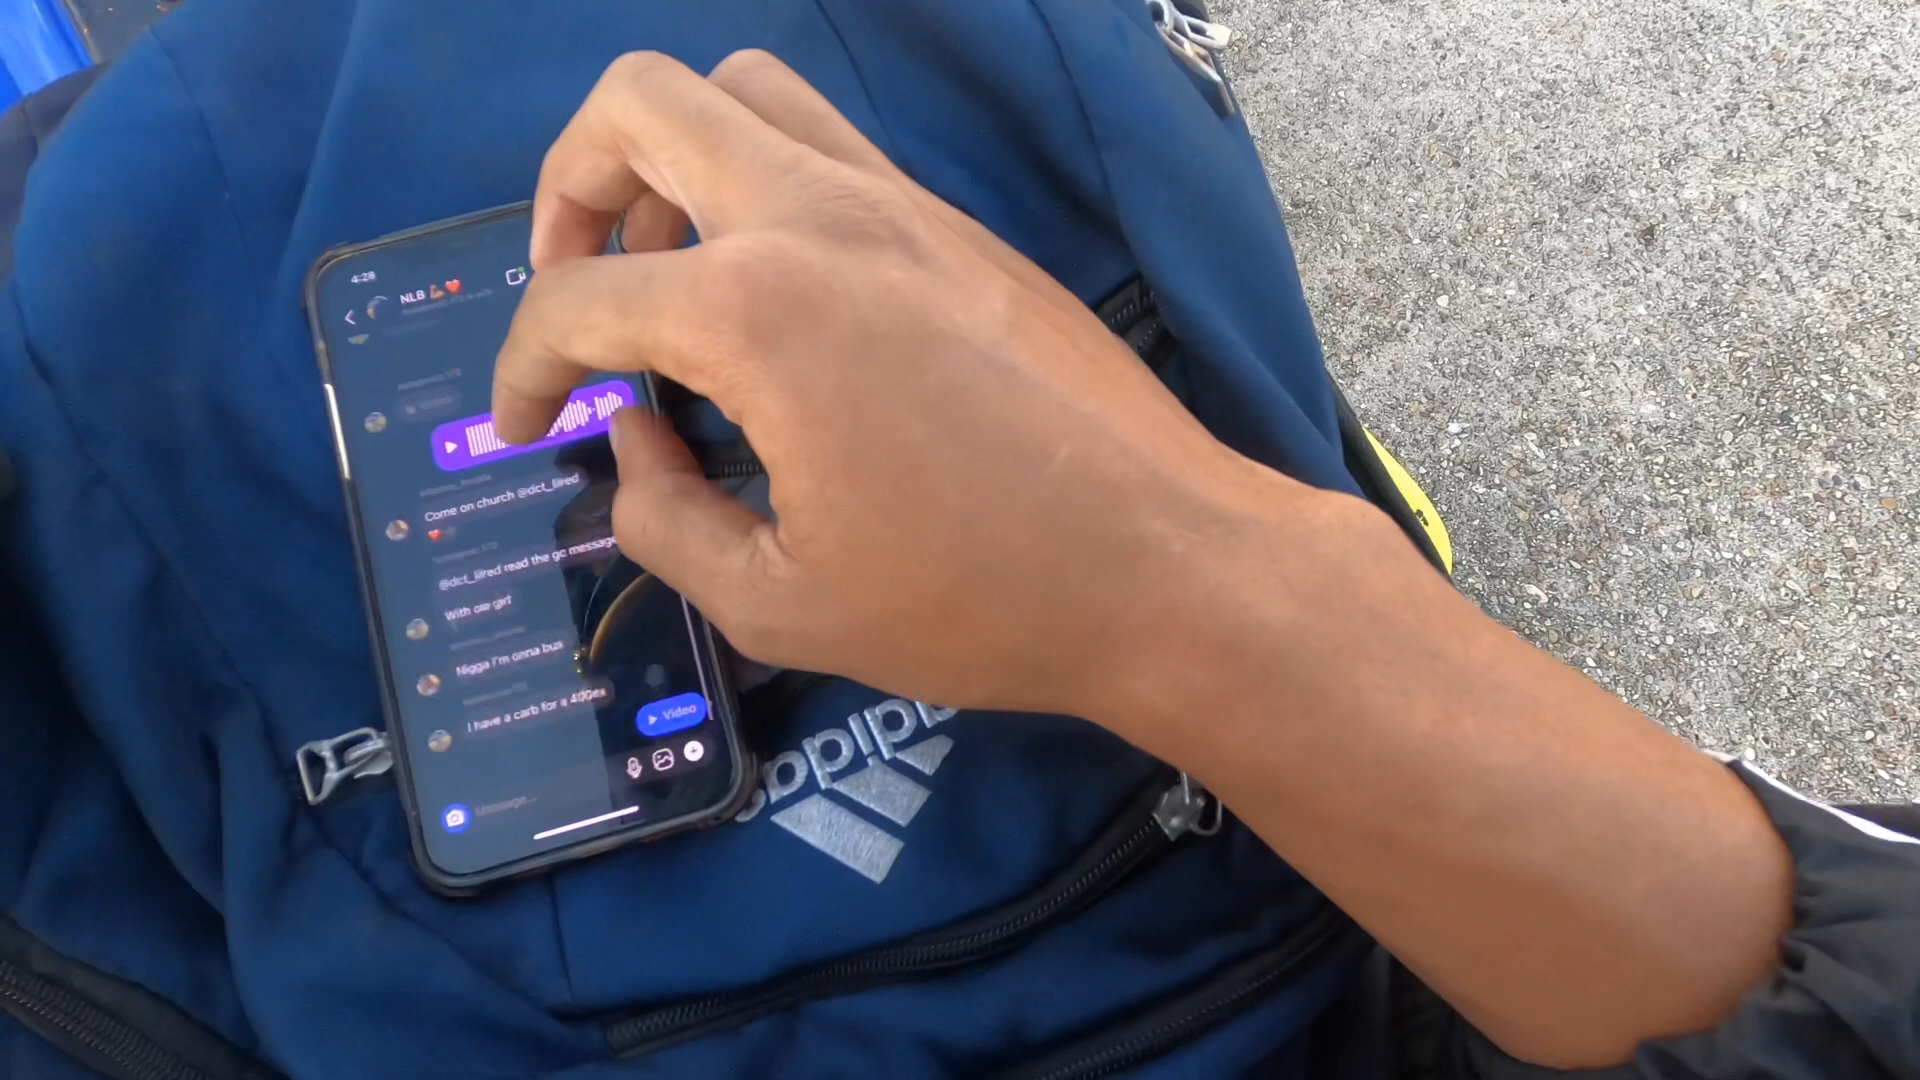 4:28
NLB 💪🏾❤️
Come on church @dct_lilred
@dct_lilred read the gc message
With ole girl
Nigga I'm onna bus
I have a carb for a 400ex
Video
Message...
adidas